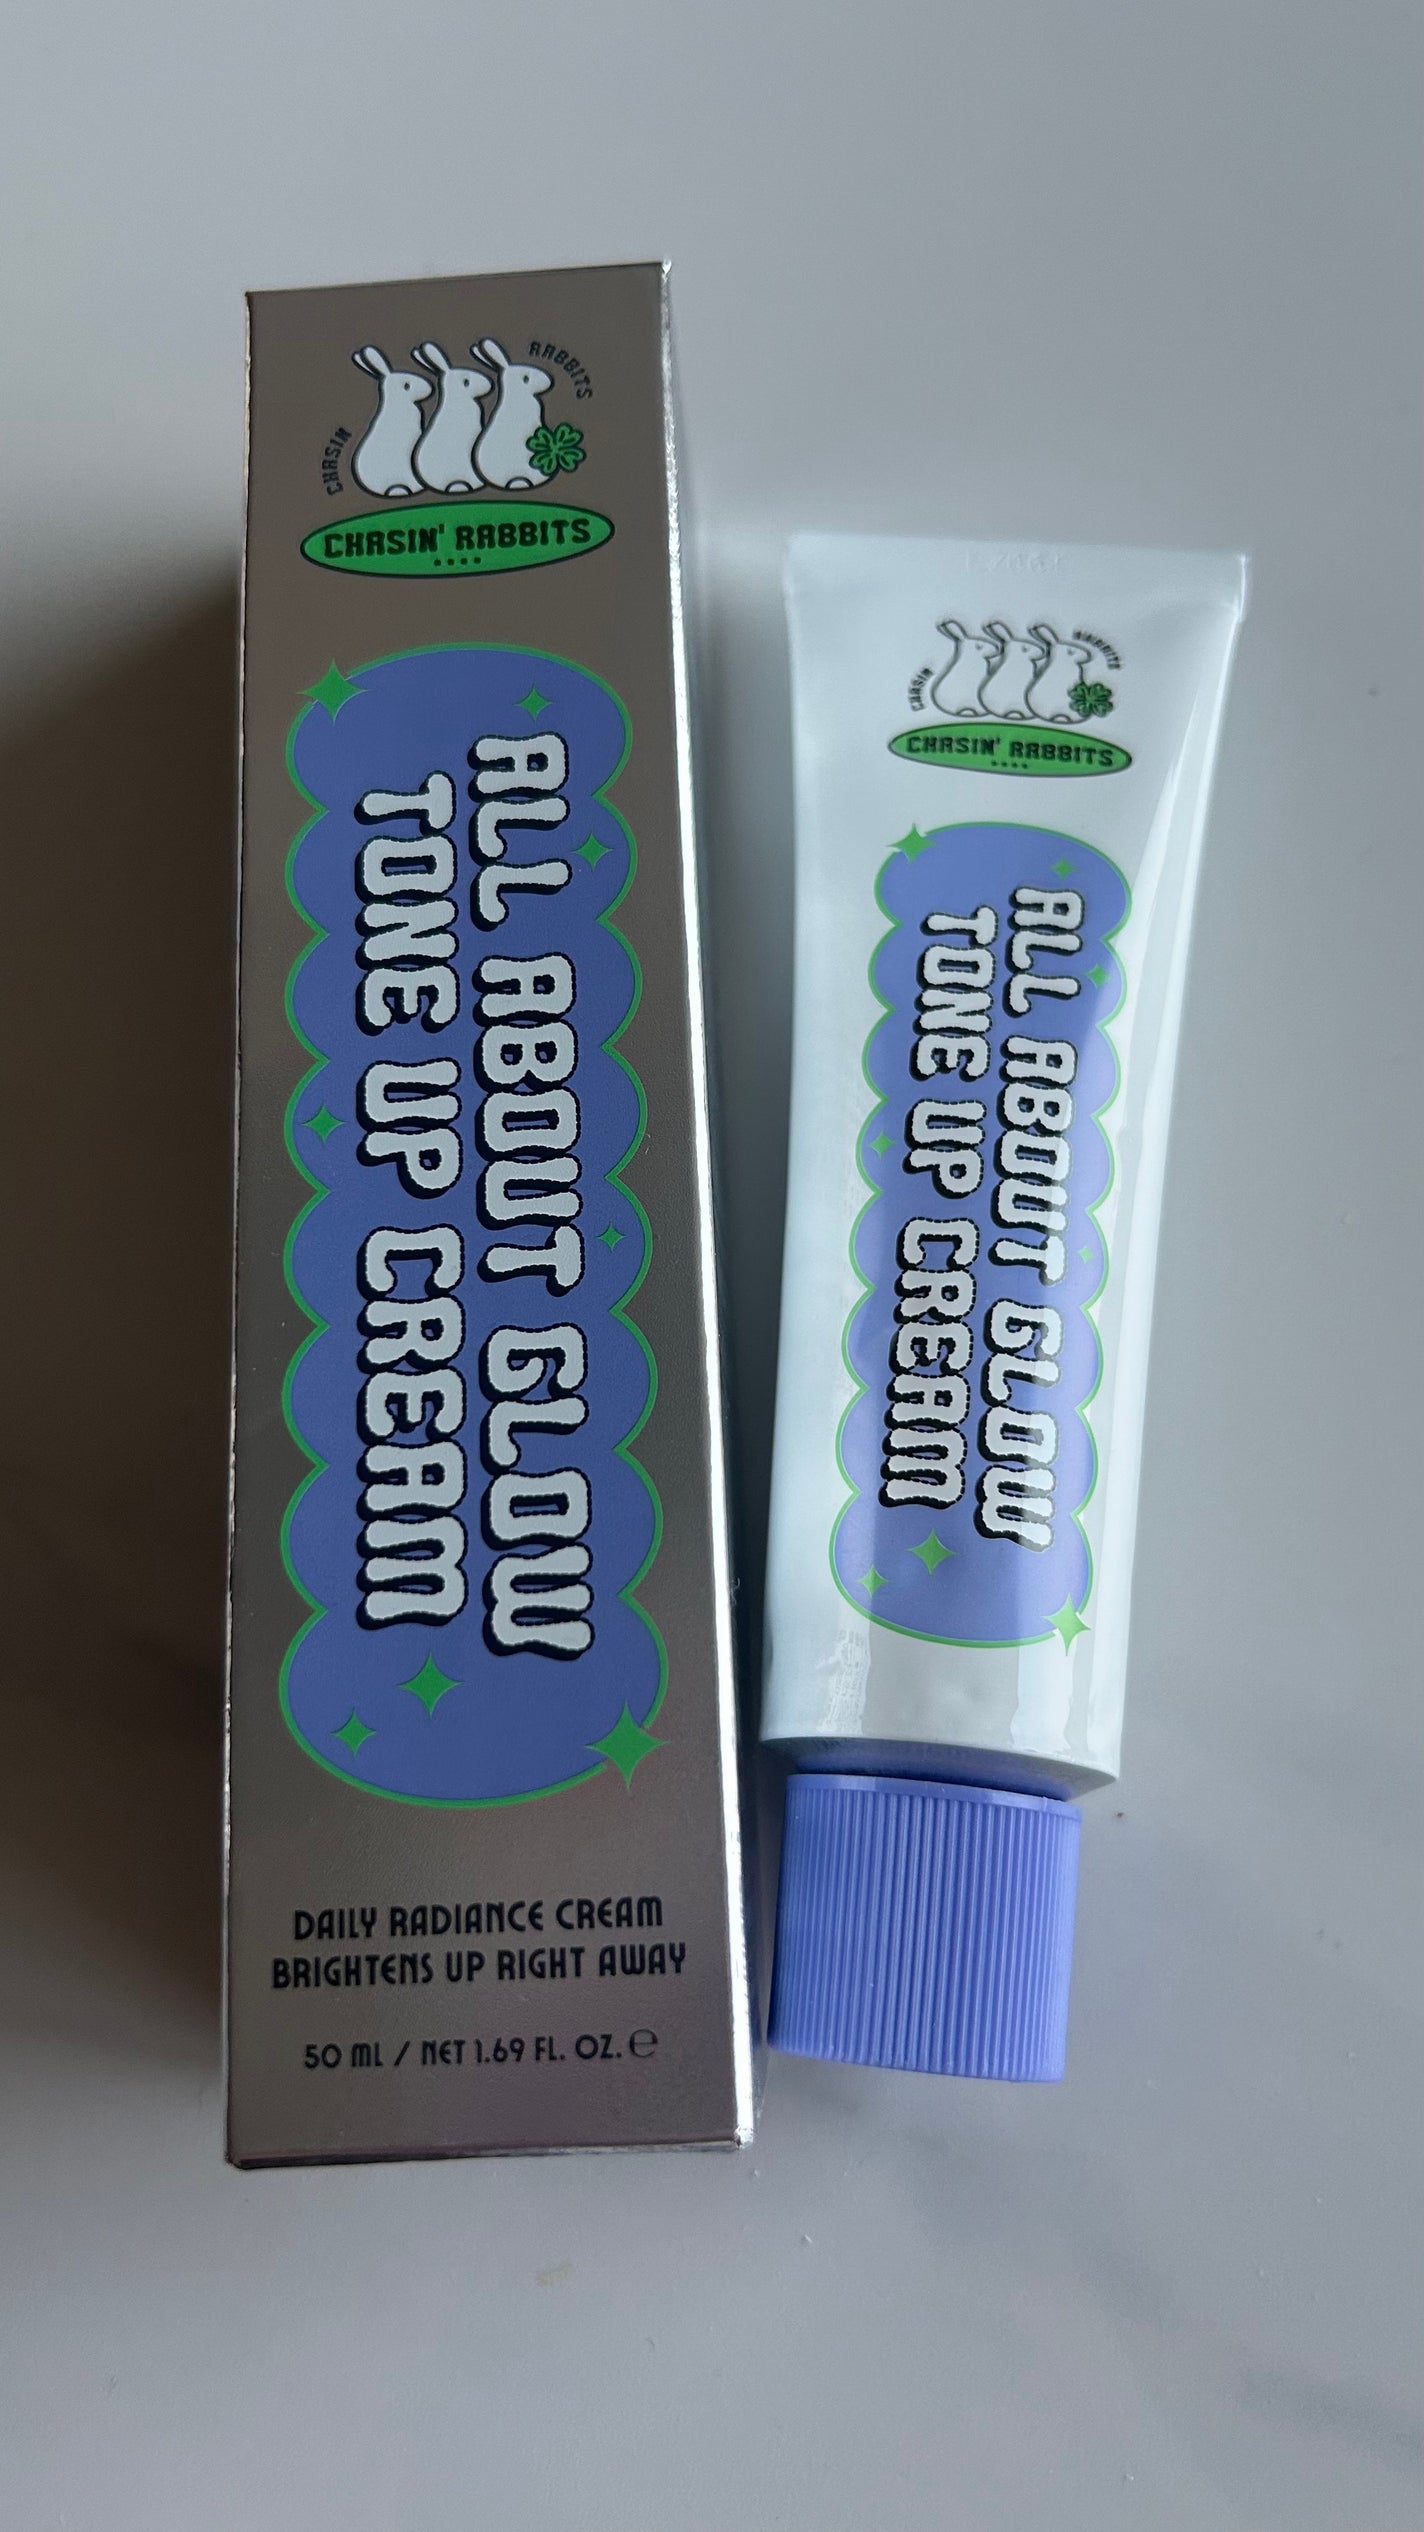 CHASIN
RABBITS
CHASIN' RABBITS
ALL ABOUT GLOW
TONE UP CREAM
DAILY RADIANCE CREAM
BRIGHTENS UP RIGHT AWAY
50 ML / NET 1.69 FL. OZ. ℮
CHASIN
RABBITS
CHASIN' RABBITS
ALL ABOUT GLOW
TONE UP CREAM